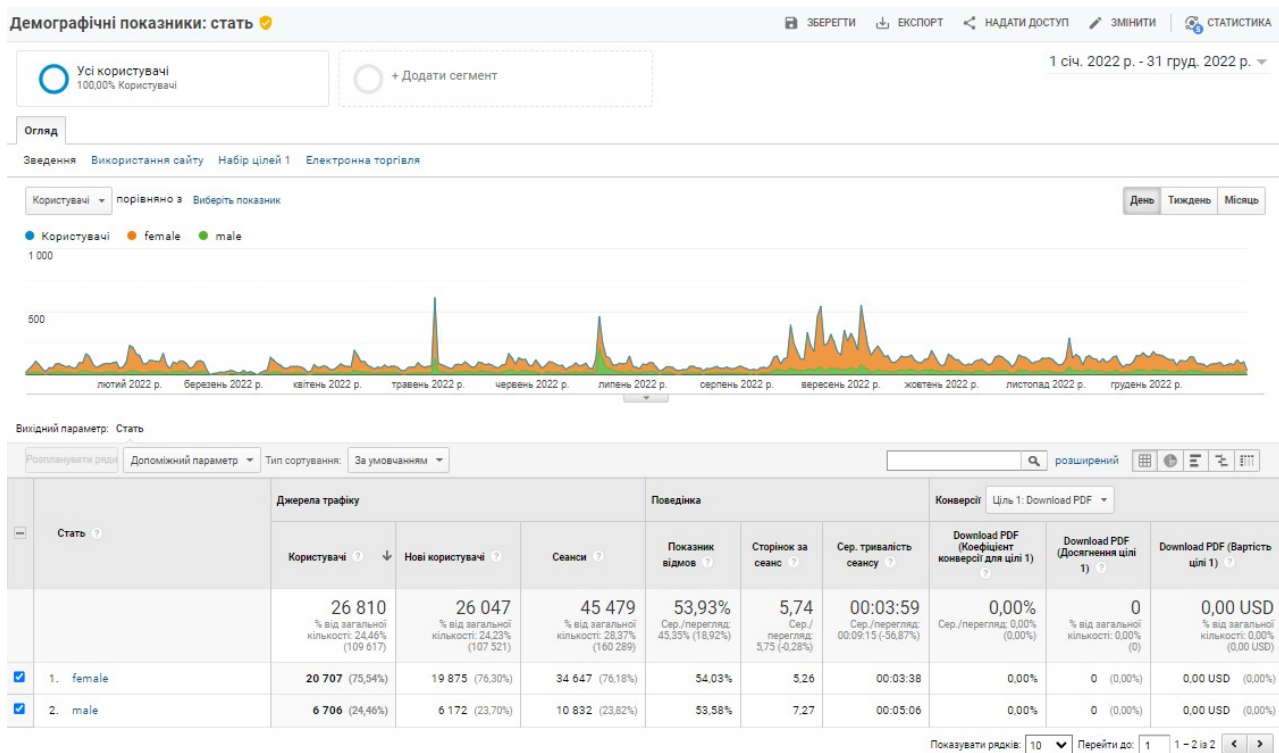 Демографічні показники: стать
ЗБЕРЕГТИ ЕКСПОРТ НАДАТИ ДОСТУП ЗМІНИТИ СТАТИСТИКА
5
Усі користувачі
100,00% Користувачі
+ Додати сегмент
1 січ. 2022 р. - 31 груд. 2022 р.
Огляд
Зведення Використання сайту Набір цілей 1 Електронна торгівля
Користувачі порівняно з Виберіть показник
День Тиждень Місяць
Користувачі female male
1 000
500
лютий 2022 р. березень 2022 р. квітень 2022 р. травень 2022 р. червень 2022 р. липень 2022 р. серпень 2022 р. вересень 2022 р. жовтень 2022 р. листопад 2022 р. грудень 2022 р.
Вихідний параметр: Стать
Розпланувати ряди Допоміжний параметр Тип сортування: За умовчанням розширений
Стать ?
Джерела трафіку Поведінка Конверсії Ціль 1: Download PDF
Користувачі ? Нові користувачі ? Сеанси ?
Показник
відмов ?
Сторінок за
сеанс ?
Сер. тривалість
сеансу ?
Download PDF
(Коефіцієнт
конверсії для цілі 1)
?
Download PDF
(Досягнення цілі
1) ?
Download PDF (Вартість
цілі 1) ?
26 810
% від загальної
кількості: 24,46%
(109 617)
26 047
% від загальної
кількості: 24,23%
(107 521)
45 479
% від загальної
кількості: 28,37%
(160 289)
53,93%
Сер./перегляд:
45,35% (18,92%)
5,74
Сер./
перегляд:
5,75 (-0,28%)
00:03:59
Сер./перегляд:
00:09:15 (-56,87%)
0,00%
Сер./перегляд: 0,00%
(0,00%)
0
% від загальної
кількості: 0,00%
(0)
0,00 USD
% від загальної
кількості: 0,00%
(0,00 USD)
1. female 20 707 (75,54%) 19 875 (76,30%) 34 647 (76,18%) 54,03% 5,26 00:03:38 0,00% 0 (0,00%) 0,00 USD (0,00%)
2. male 6 706 (24,46%) 6 172 (23,70%) 10 832 (23,82%) 53,58% 7,27 00:05:06 0,00% 0 (0,00%) 0,00 USD (0,00%)
Показувати рядків: 10 Перейти до: 1 1 – 2 із 2